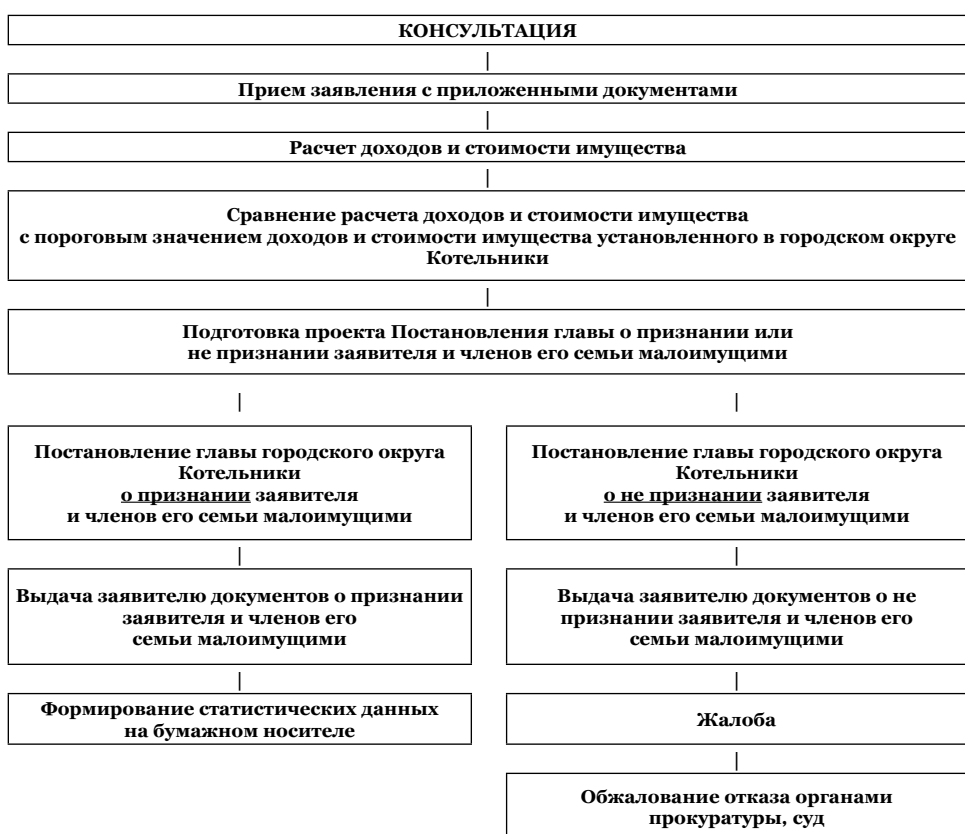 КОНСУЛЬТАЦИЯ
Прием заявления с приложенными документами
Расчет доходов и стоимости имущества
Сравнение расчета доходов и стоимости имущества
с пороговым значением доходов и стоимости имущества установленного в городском округе
Котельники
Подготовка проекта Постановления главы о признании или
не признании заявителя и членов его семьи малоимущими
Постановление главы городского округа
Котельники
о признании заявителя
и членов его семьи малоимущими
Постановление главы городского округа
Котельники
о не признании заявителя
и членов его семьи малоимущими
Выдача заявителю документов о признании
заявителя и членов его
семьи малоимущими
Выдача заявителю документов о не
признании заявителя и членов его
семьи малоимущими
Формирование статистических данных
на бумажном носителе
Жалоба
Обжалование отказа органами
прокуратуры, суд